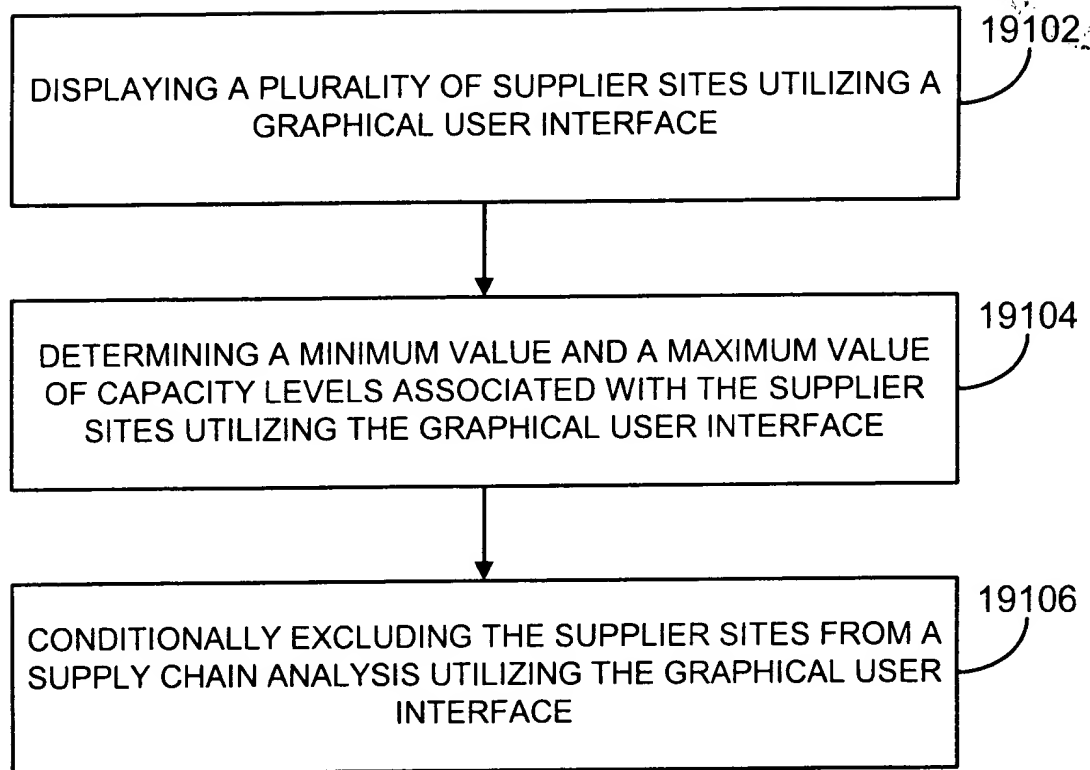 19102
DISPLAYING A PLURALITY OF SUPPLIER SITES UTILIZING A
GRAPHICAL USER INTERFACE
19104
DETERMINING A MINIMUM VALUE AND A MAXIMUM VALUE
OF CAPACITY LEVELS ASSOCIATED WITH THE SUPPLIER
SITES UTILIZING THE GRAPHICAL USER INTERFACE
19106
CONDITIONALLY EXCLUDING THE SUPPLIER SITES FROM A
SUPPLY CHAIN ANALYSIS UTILIZING THE GRAPHICAL USER
INTERFACE